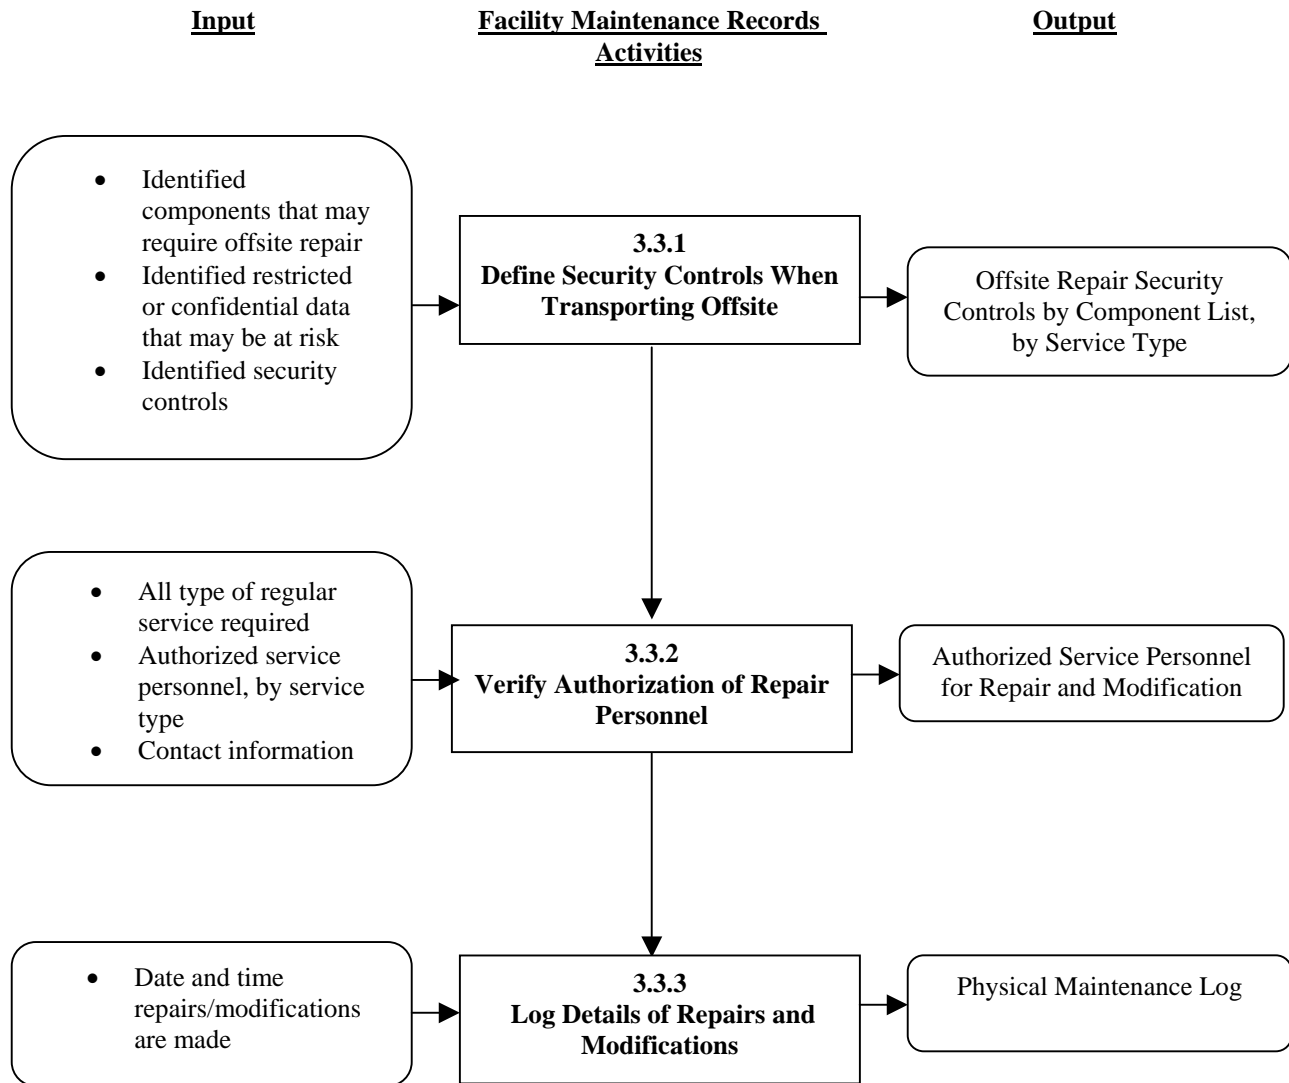 Input
Facility Maintenance Records
Activities
Output
• Identified
components that may
require offsite repair
• Identified restricted
or confidential data
that may be at risk
• Identified security
controls
3.3.1
Define Security Controls When
Transporting Offsite
Offsite Repair Security
Controls by Component List,
by Service Type
• All type of regular
service required
• Authorized service
personnel, by service
type
• Contact information
3.3.2
Verify Authorization of Repair
Personnel
Authorized Service Personnel
for Repair and Modification
• Date and time
repairs/modifications
are made
3.3.3
Log Details of Repairs and
Modifications
Physical Maintenance Log